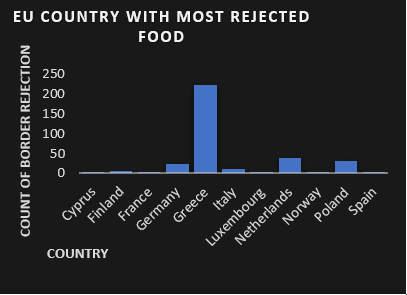 EU COUNTRY WITH MOST REJECTED
FOOD
COUNT OF BORDER REJECTION
250
200
150
100
50
0
Cyprus
Finland
France
Germany
Greece
Italy
Luxembourg
Netherlands
Norway
Poland
Spain
COUNTRY